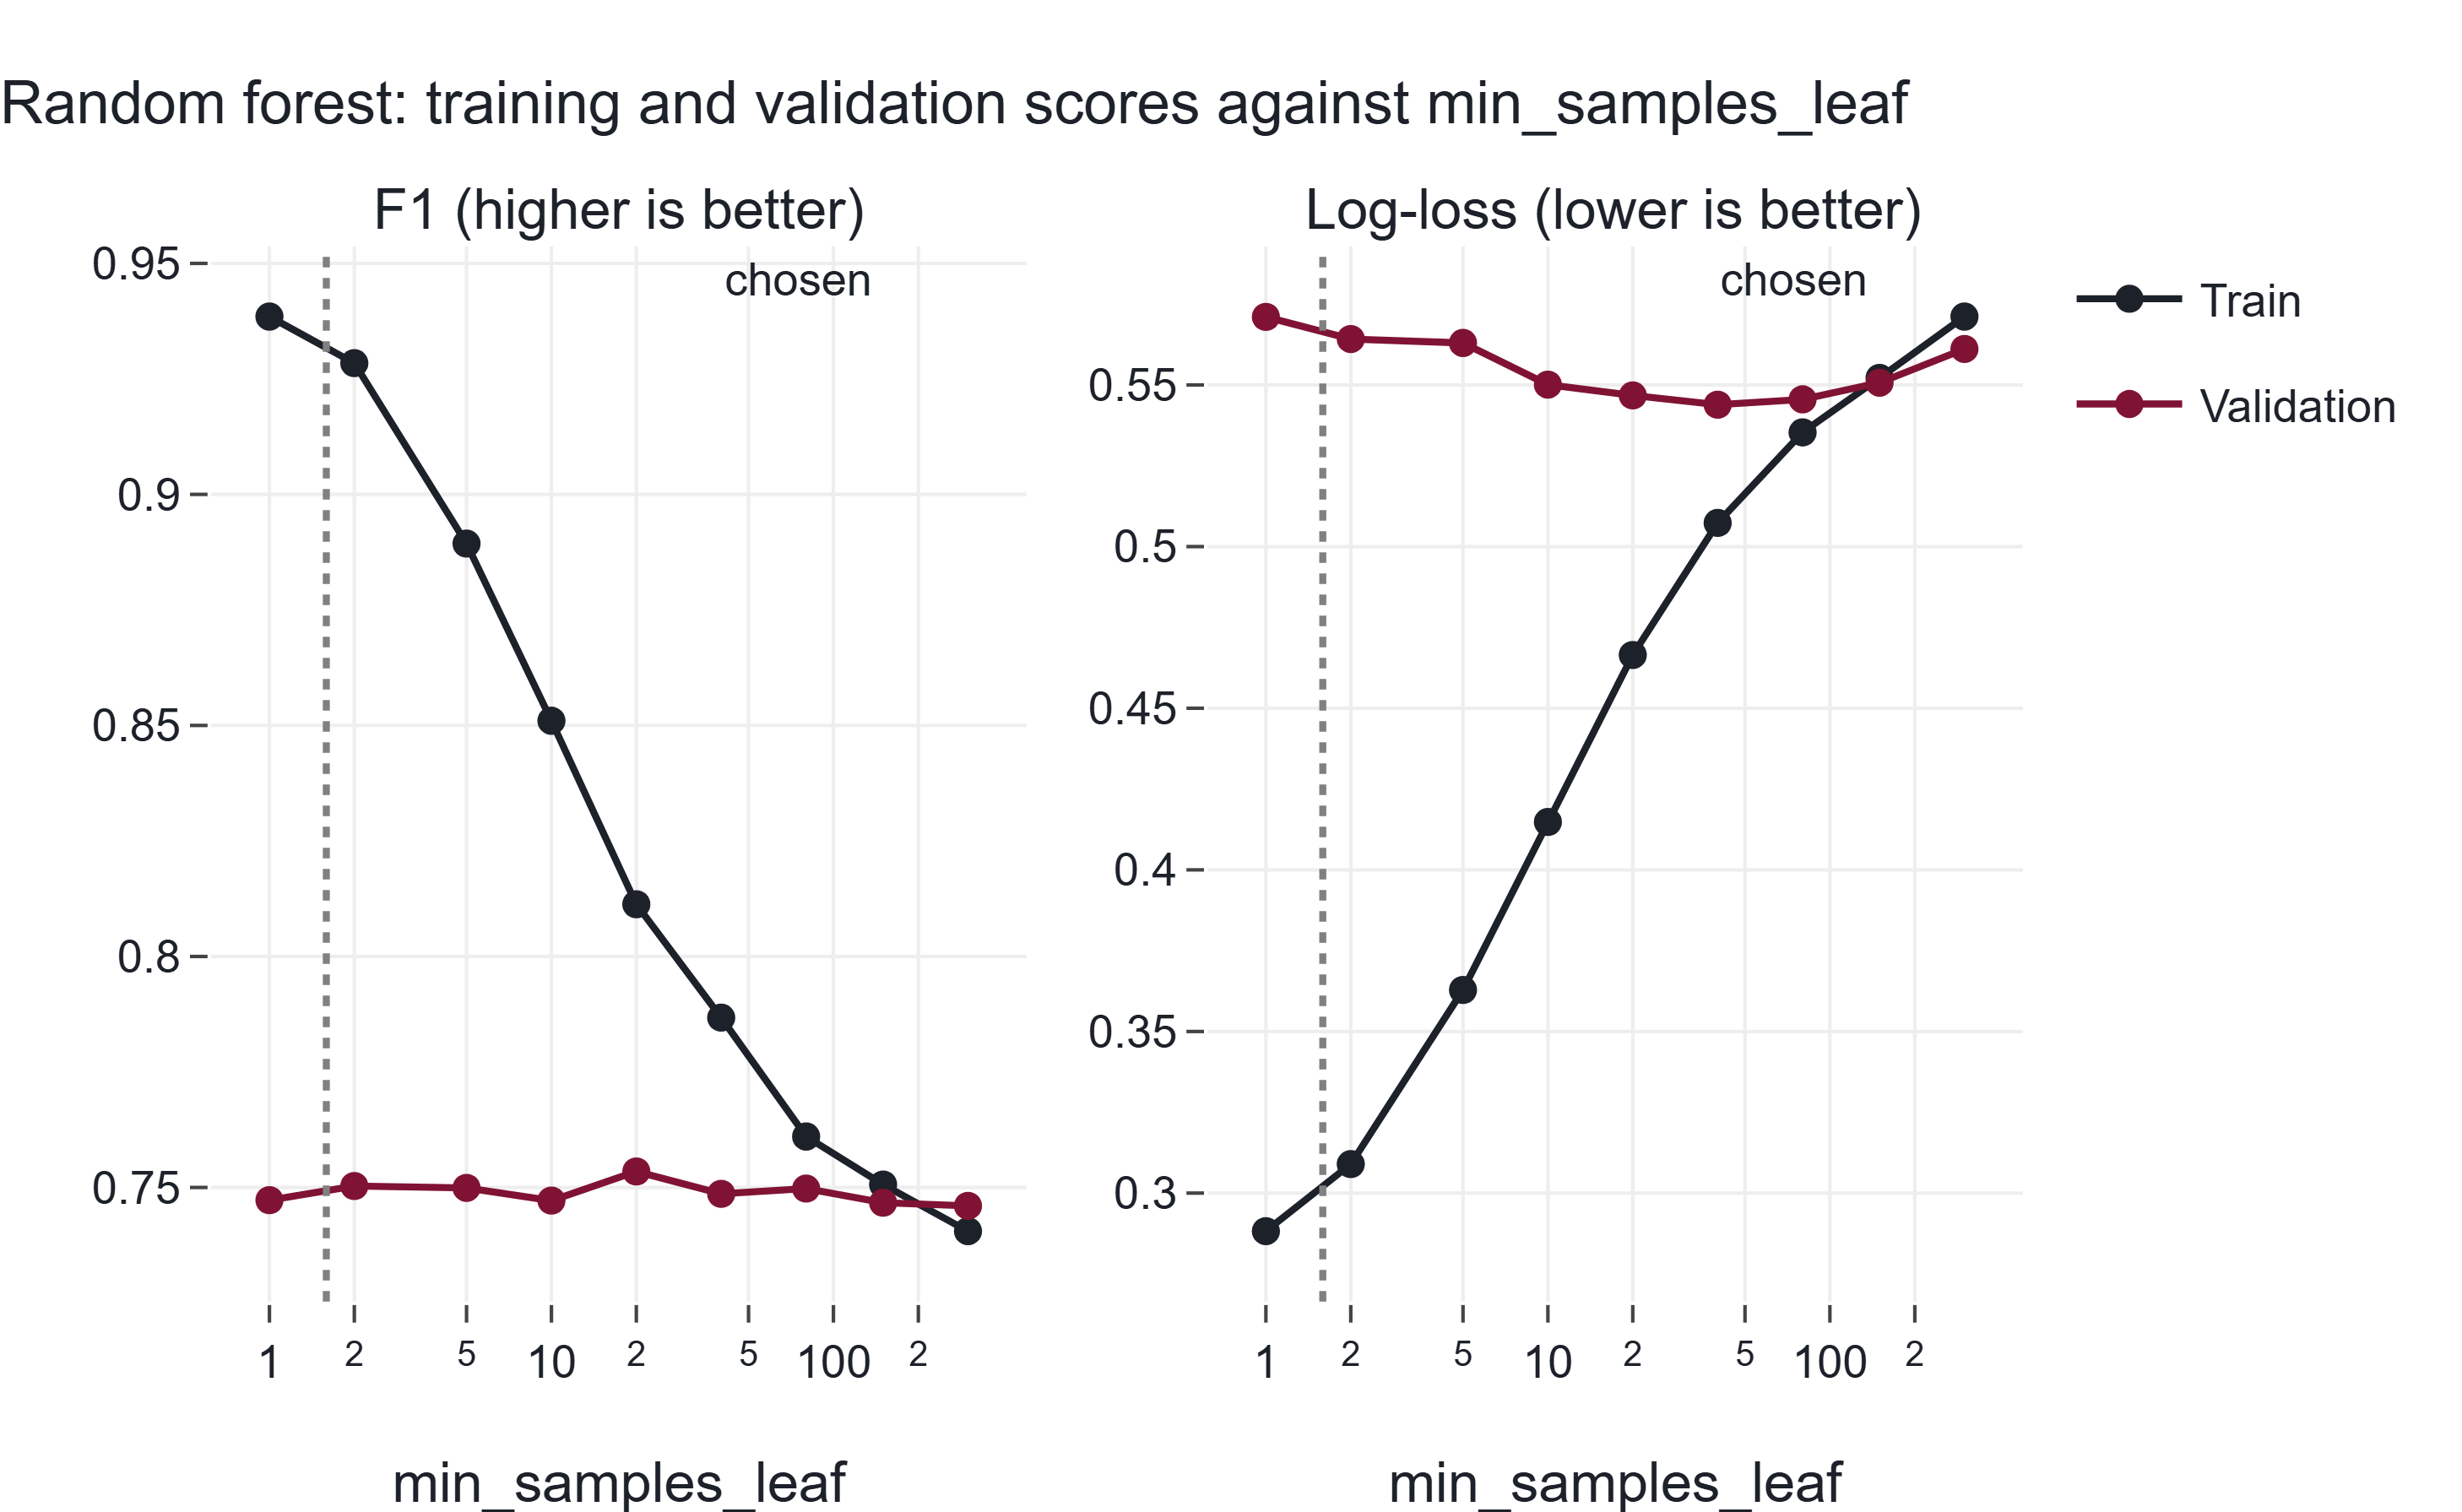 Random forest: training and validation scores against min_samples_leaf
F1 (higher is better)
0.95
0.9
0.85
0.8
0.75
chosen
1 2 5 10 2 5 100 2
min_samples_leaf
Log-loss (lower is better)
0.55
0.5
0.45
0.4
0.35
0.3
chosen
1 2 5 10 2 5 100 2
min_samples_leaf
Train
Validation